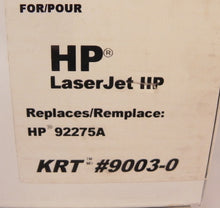 FOR/POUR
HP®
LaserJet IIP
Replaces/Remplace:
HP® 92275A
KRT™ #9003-0